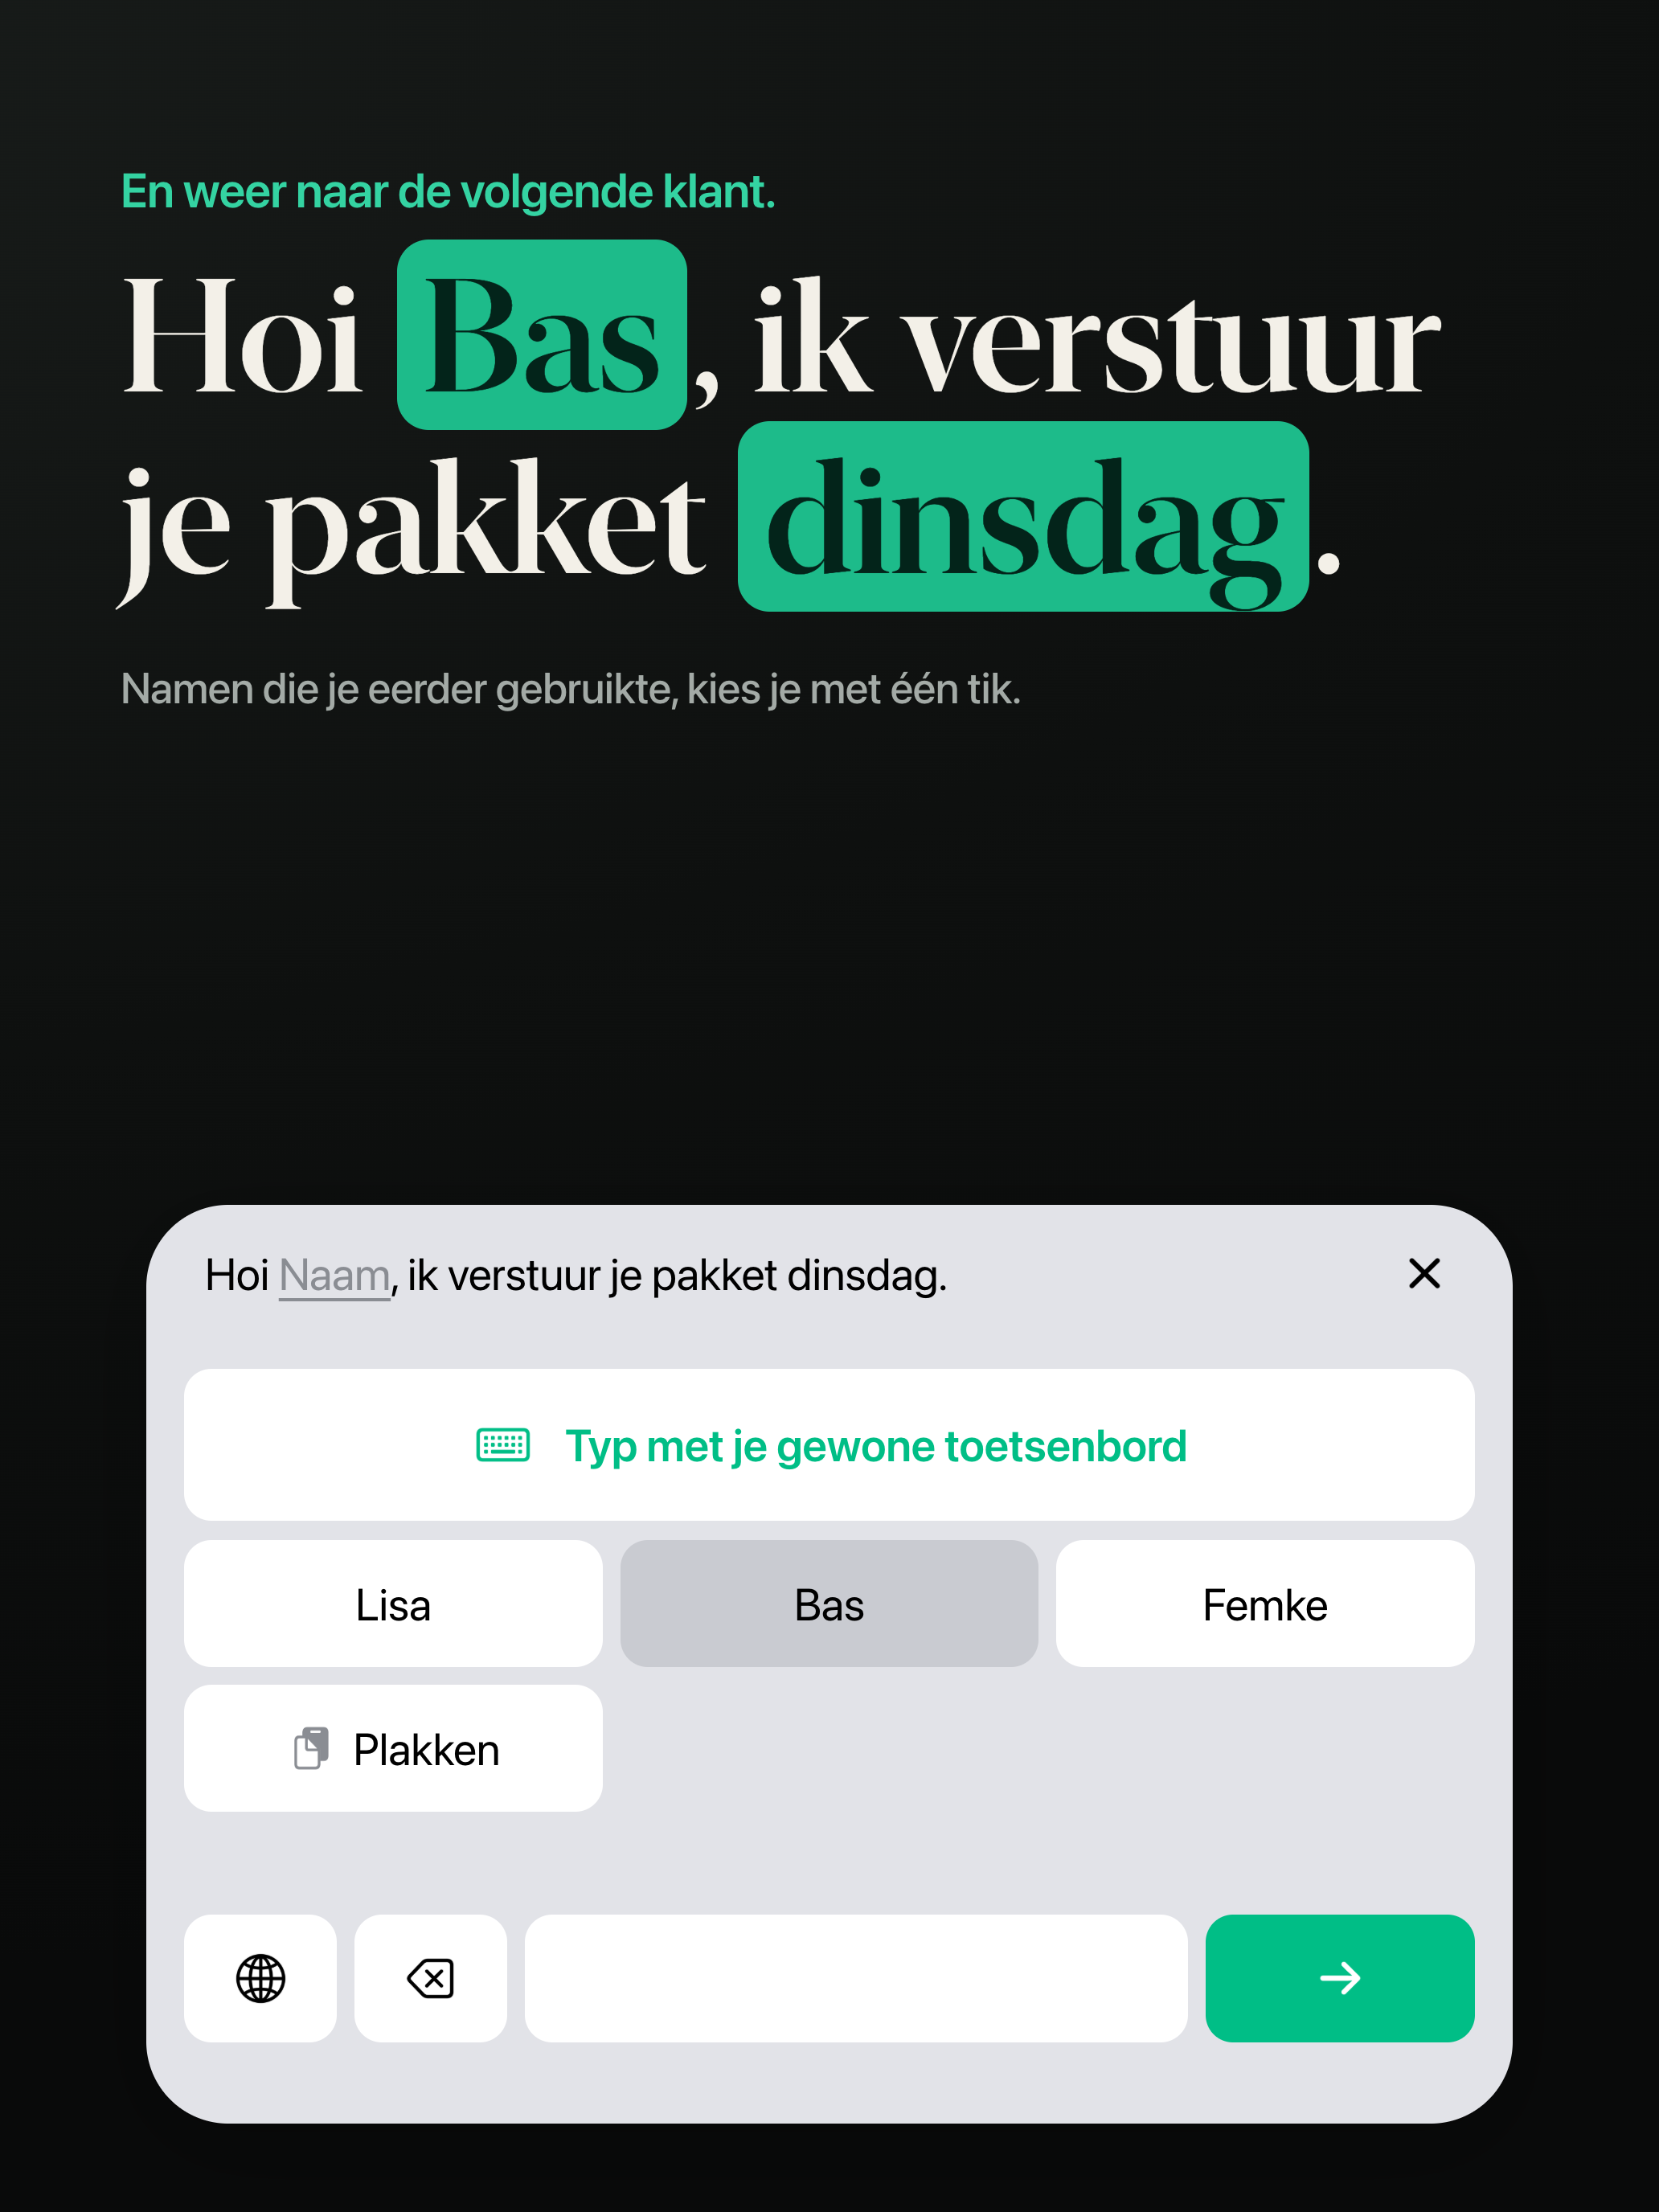 En weer naar de volgende klant.
Hoi Bas, ik verstuur
je pakket dinsdag.
Namen die je eerder gebruikte, kies je met één tik.
Hoi Naam, ik verstuur je pakket dinsdag.
Typ met je gewone toetsenbord
Lisa
Bas
Femke
Plakken